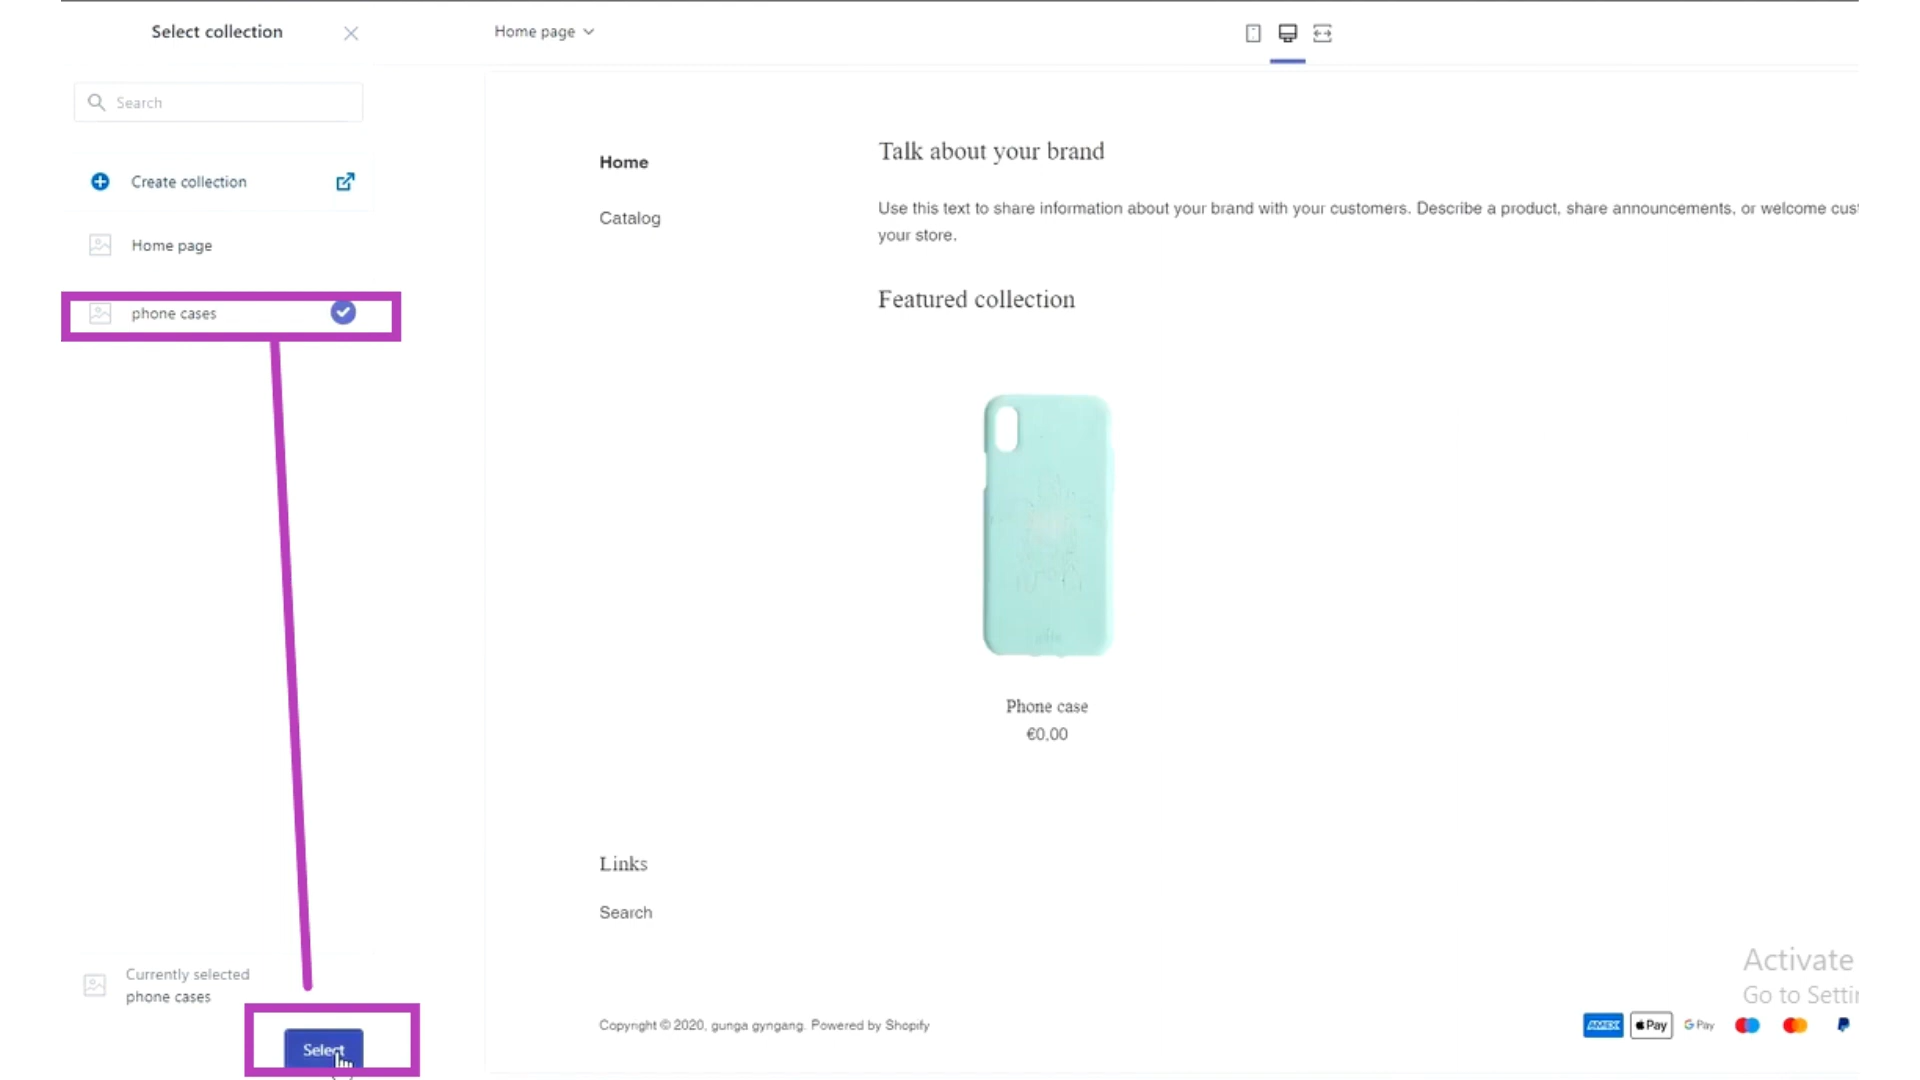 Select collection
Home page
Search
Create collection
Home page
phone cases
Currently selected
phone cases
Select
Home
Catalog
Talk about your brand
Use this text to share information about your brand with your customers. Describe a product, share announcements, or welcome
your store.
Featured collection
Phone case
€0,00
Links
Search
Copyright © 2020, gunga gyngang. Powered by Shopify
Activate
Go to
AMEX
Pay
G Pay